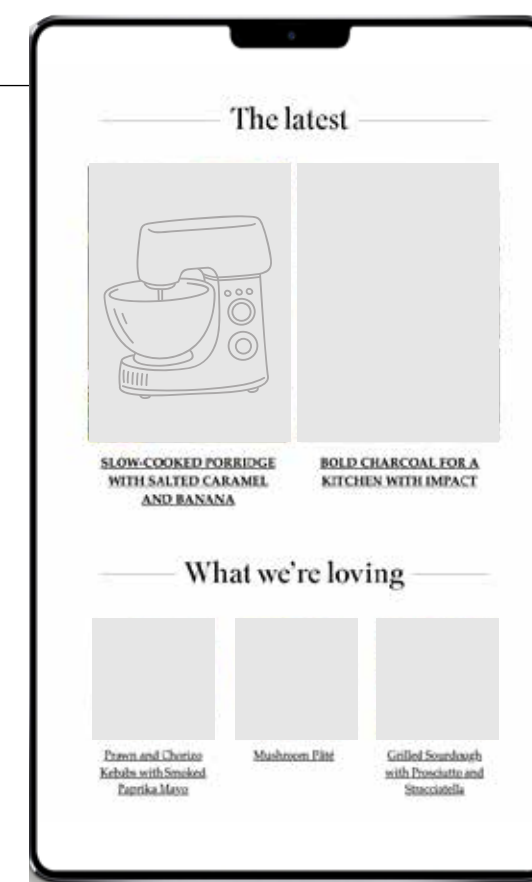 The latest
SLOW-COOKED PORRIDGE
WITH SALTED CARAMEL
AND BANANA
BOLD CHARCOAL FOR A
KITCHEN WITH IMPACT
What we're loving
Prawn and Chorizo
Kebabs with Smoked
Paprika Mayo
Mushroom Pâté
Grilled Sourdough
with Prosciutto and
Stracciatella